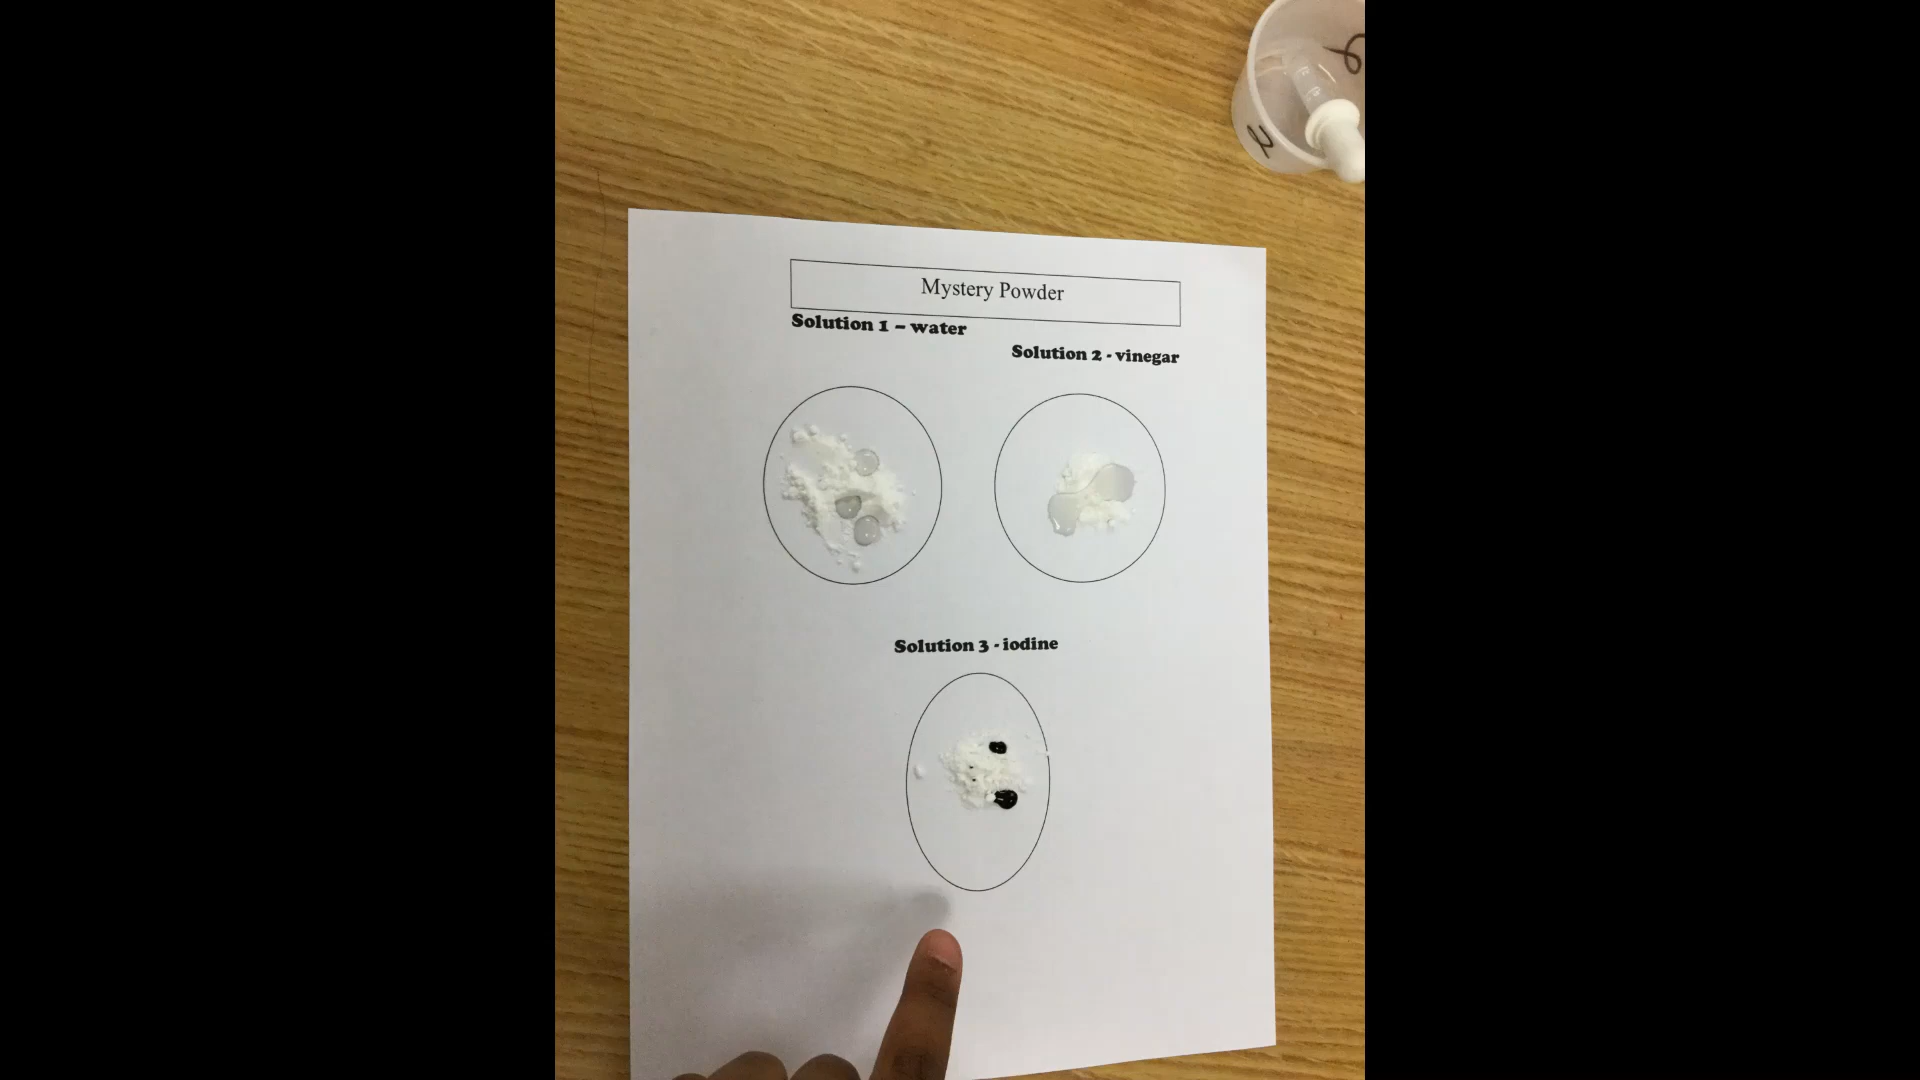 Mystery Powder
Solution 1 – water
Solution 2 - vinegar
Solution 3 - iodine